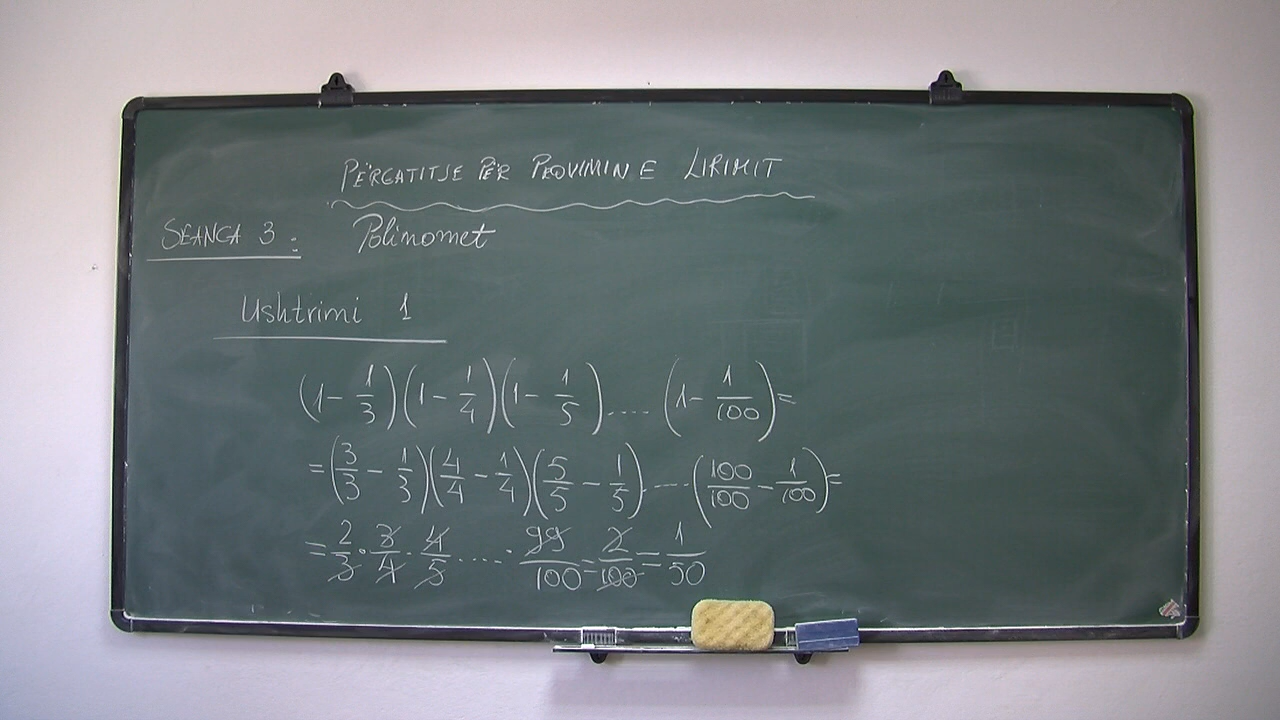 PËRGATITJE PËR PROVIMIN E LIRIMIT
SEANCA 3: Polinomet
Ushtrimi 1
(1 - 1/3)(1 - 1/4)(1 - 1/5)..... (1 - 1/100) =
= (3/3 - 1/3)(4/4 - 1/4)(5/5 - 1/5)..... (100/100 - 1/100) =
= 2/3 · 3/4 · 4/5 ..... · 99/100 = 2/100 = 1/50